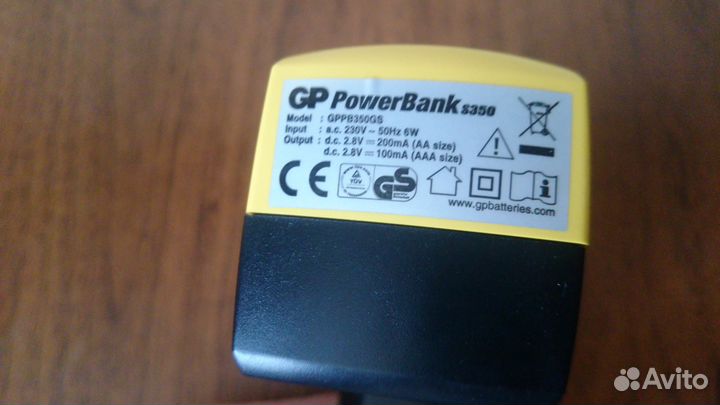 GP PowerBank S350
Model : GPPB350GS
Input : a.c. 230V ~ 50Hz 6W
Output : d.c. 2.8V ⎓ 200mA (AA size)
d.c. 2.8V ⎓ 100mA (AAA size)
CE
TÜV
GS
www.gpbatteries.com
Avito